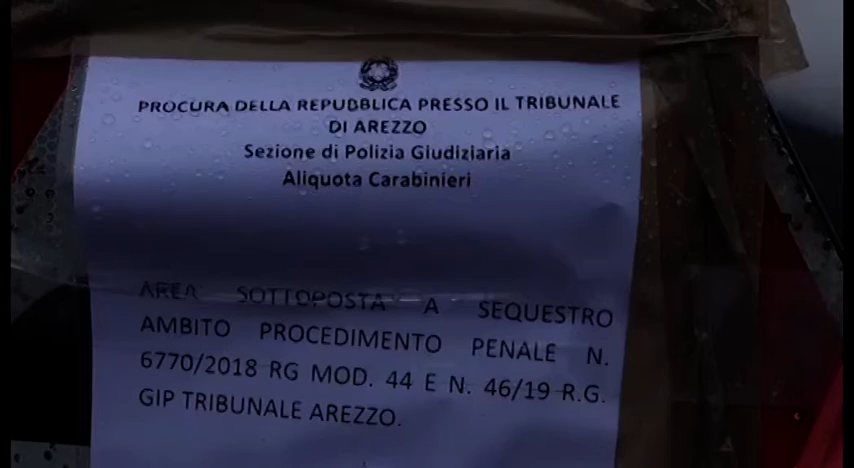 PROCURA DELLA REPUBBLICA PRESSO IL TRIBUNALE
DI AREZZO
SEZIONE DI POLIZIA GIUDIZIARIA
ALIQUOTA CARABINIERI
AREA SOTTOPOSTA A SEQUESTRO
AMBITO PROCEDIMENTO PENALE N.
6770/2018 RG MOD. 44 E N. 46/19 R.G.
GIP TRIBUNALE AREZZO.